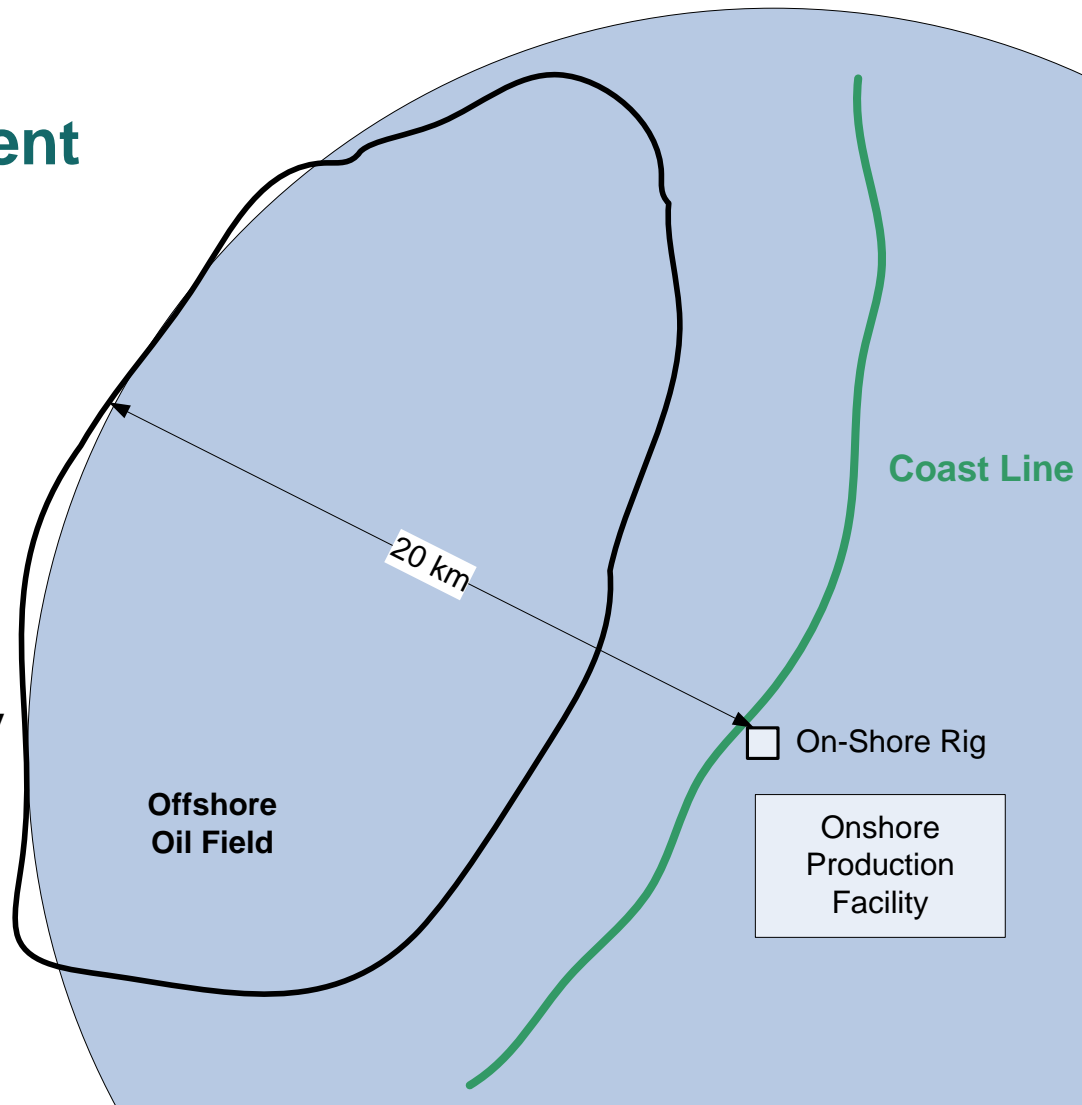 ent
Coast Line
20 km
y
On-Shore Rig
Offshore
Oil Field
Onshore
Production
Facility